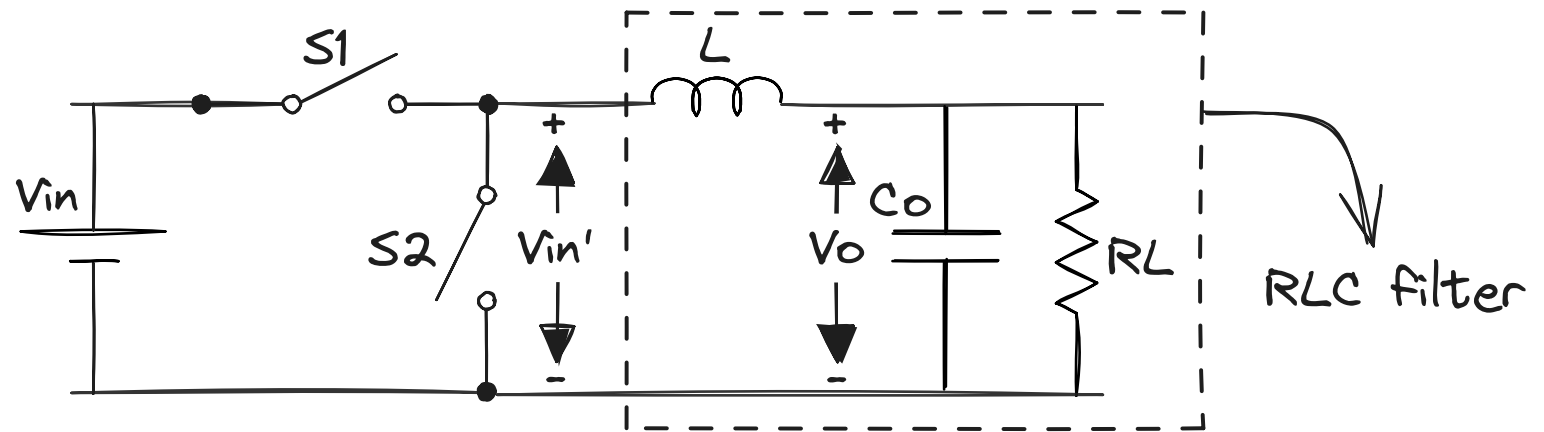 S1
L
+
+
Vin
S2
Vin'
Vo
Co
RL
RLC filter
-
-